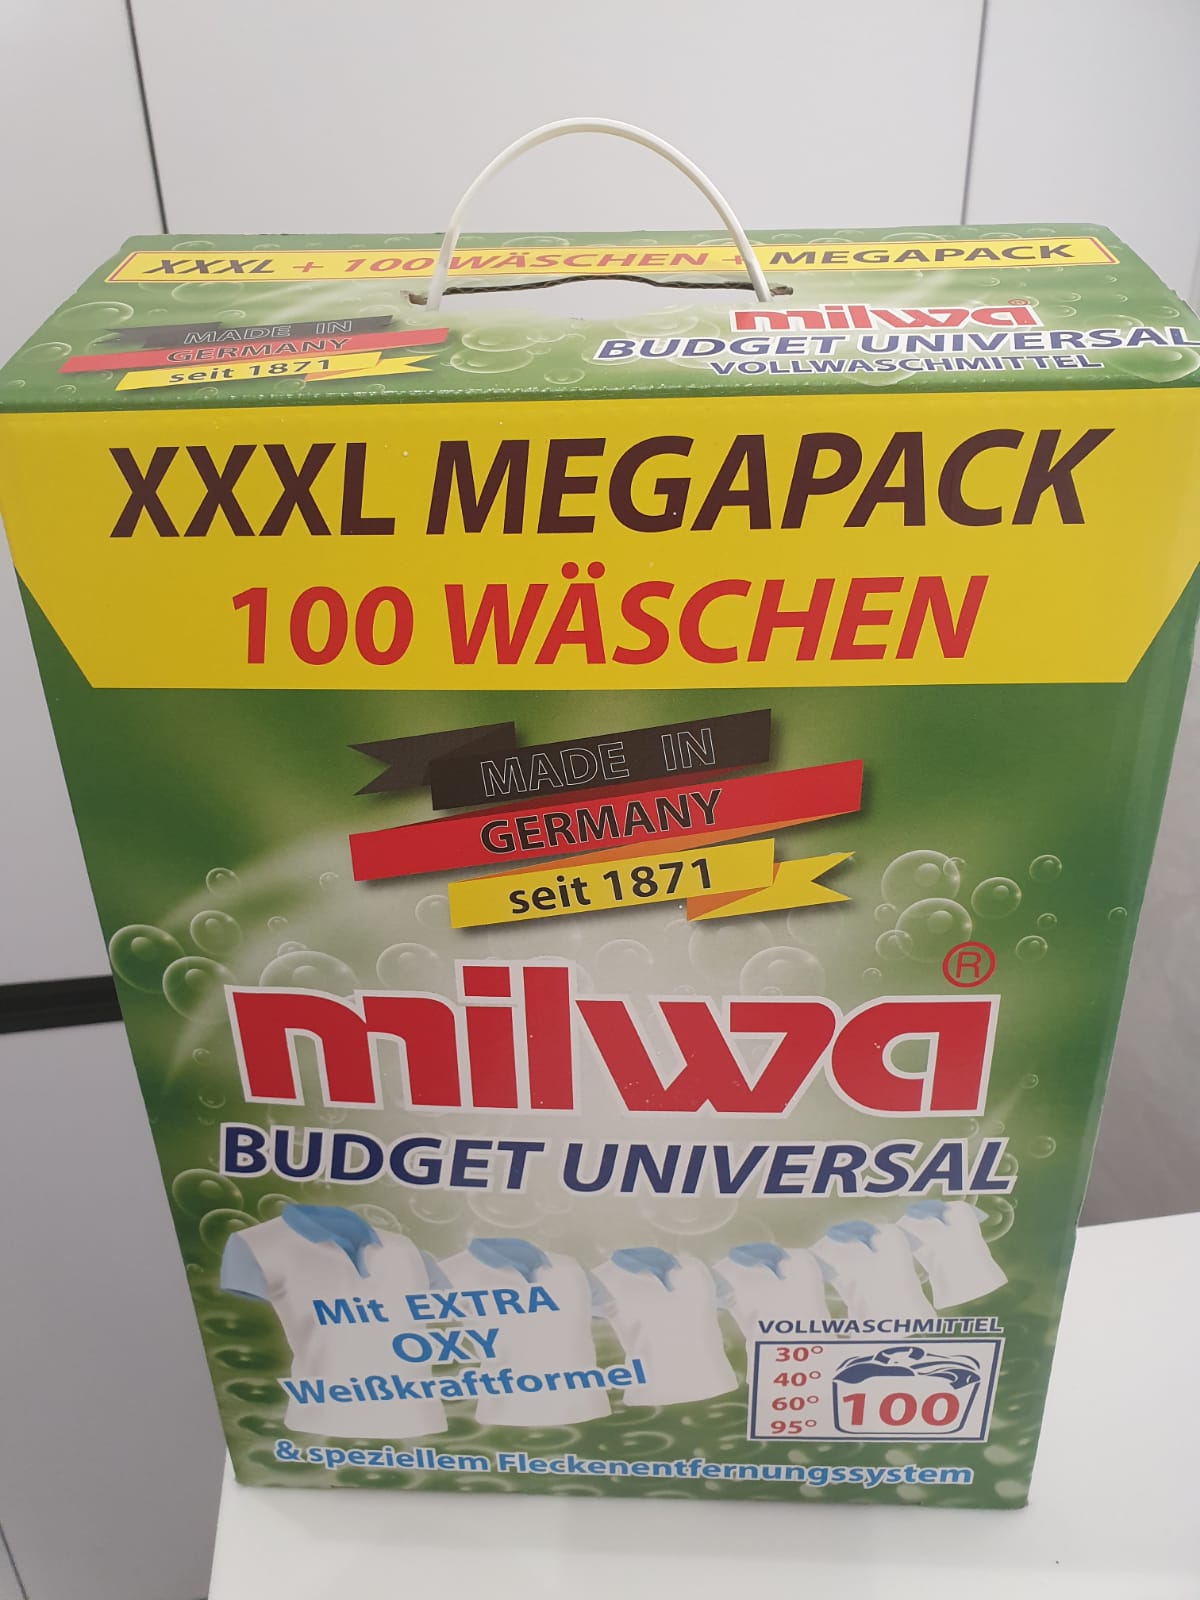 XXXL + 100 WÄSCHEN + MEGAPACK
MADE IN
GERMANY
seit 1871
milwa®
BUDGET UNIVERSAL
VOLLWASCHMITTEL
XXXL MEGAPACK
100 WÄSCHEN
MADE IN
GERMANY
seit 1871
milwa®
BUDGET UNIVERSAL
Mit EXTRA
OXY
Weißkraftformel
VOLLWASCHMITTEL
30°
40°
60°
95°
100
& speziellem Fleckenentfernungssystem